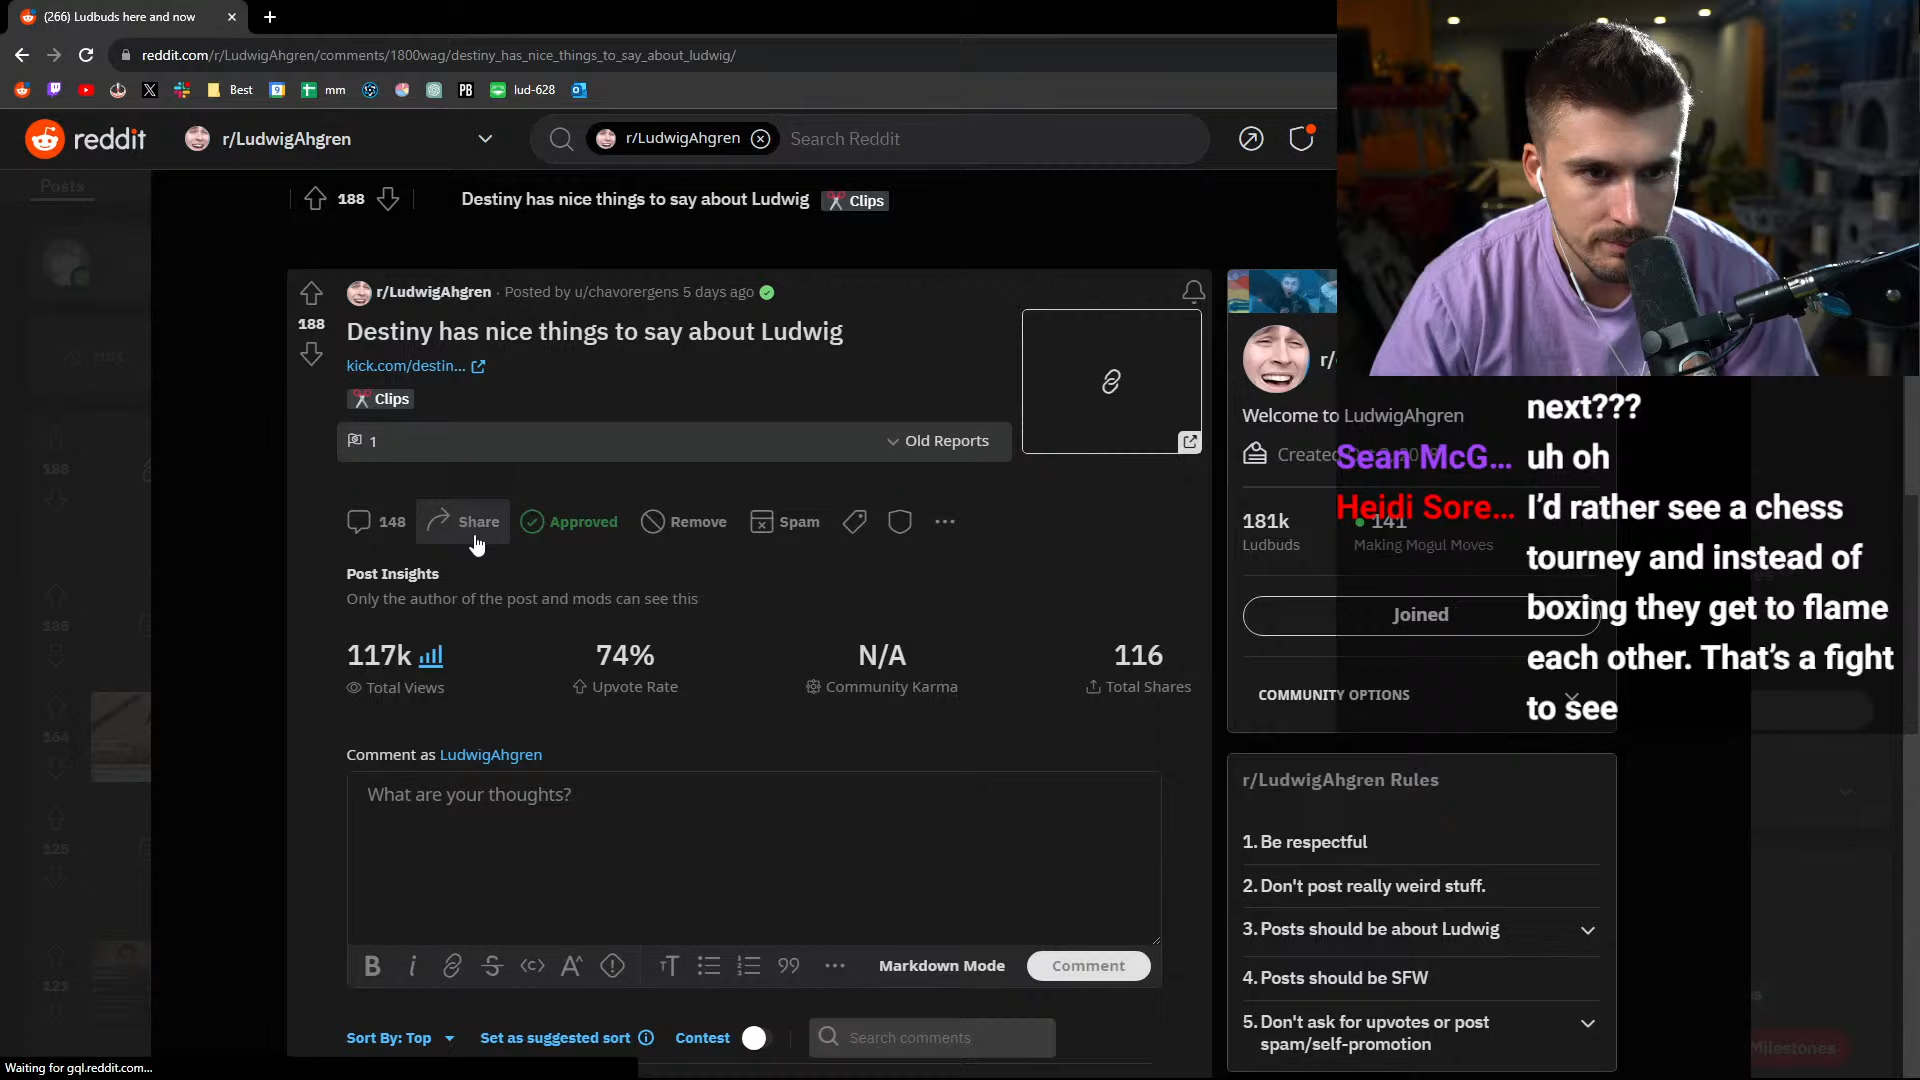 (266) Ludbuds here and now
reddit.com/r/LudwigAhgren/comments/1800wag/destiny_has_nice_things_to_say_about_ludwig/
Best
mm
PB
lud-628
reddit
r/LudwigAhgren
r/LudwigAhgren
Search Reddit
Posts
188
Destiny has nice things to say about Ludwig
Clips
r/LudwigAhgren · Posted by u/chavorergens 5 days ago
188
Destiny has nice things to say about Ludwig
kick.com/destin...
Clips
1
Old Reports
148
Share
Approved
Remove
Spam
Post Insights
Only the author of the post and mods can see this
117k
74%
N/A
116
Total Views
Upvote Rate
Community Karma
Total Shares
Comment as LudwigAhgren
What are your thoughts?
Markdown Mode
Comment
Sort By: Top
Set as suggested sort
Contest
Search comments
Waiting for gql.reddit.com...
188
186
164
125
121
r/
Welcome to LudwigAhgren
Created
181k
141
Ludbuds
Making Mogul Moves
Joined
COMMUNITY OPTIONS
r/LudwigAhgren Rules
1. Be respectful
2. Don't post really weird stuff.
3. Posts should be about Ludwig
4. Posts should be SFW
5. Don't ask for upvotes or post
spam/self-promotion
Milestones
next???
Sean McG... uh oh
Heidi Sore... I'd rather see a chess
tourney and instead of
boxing they get to flame
each other. That's a fight
to see